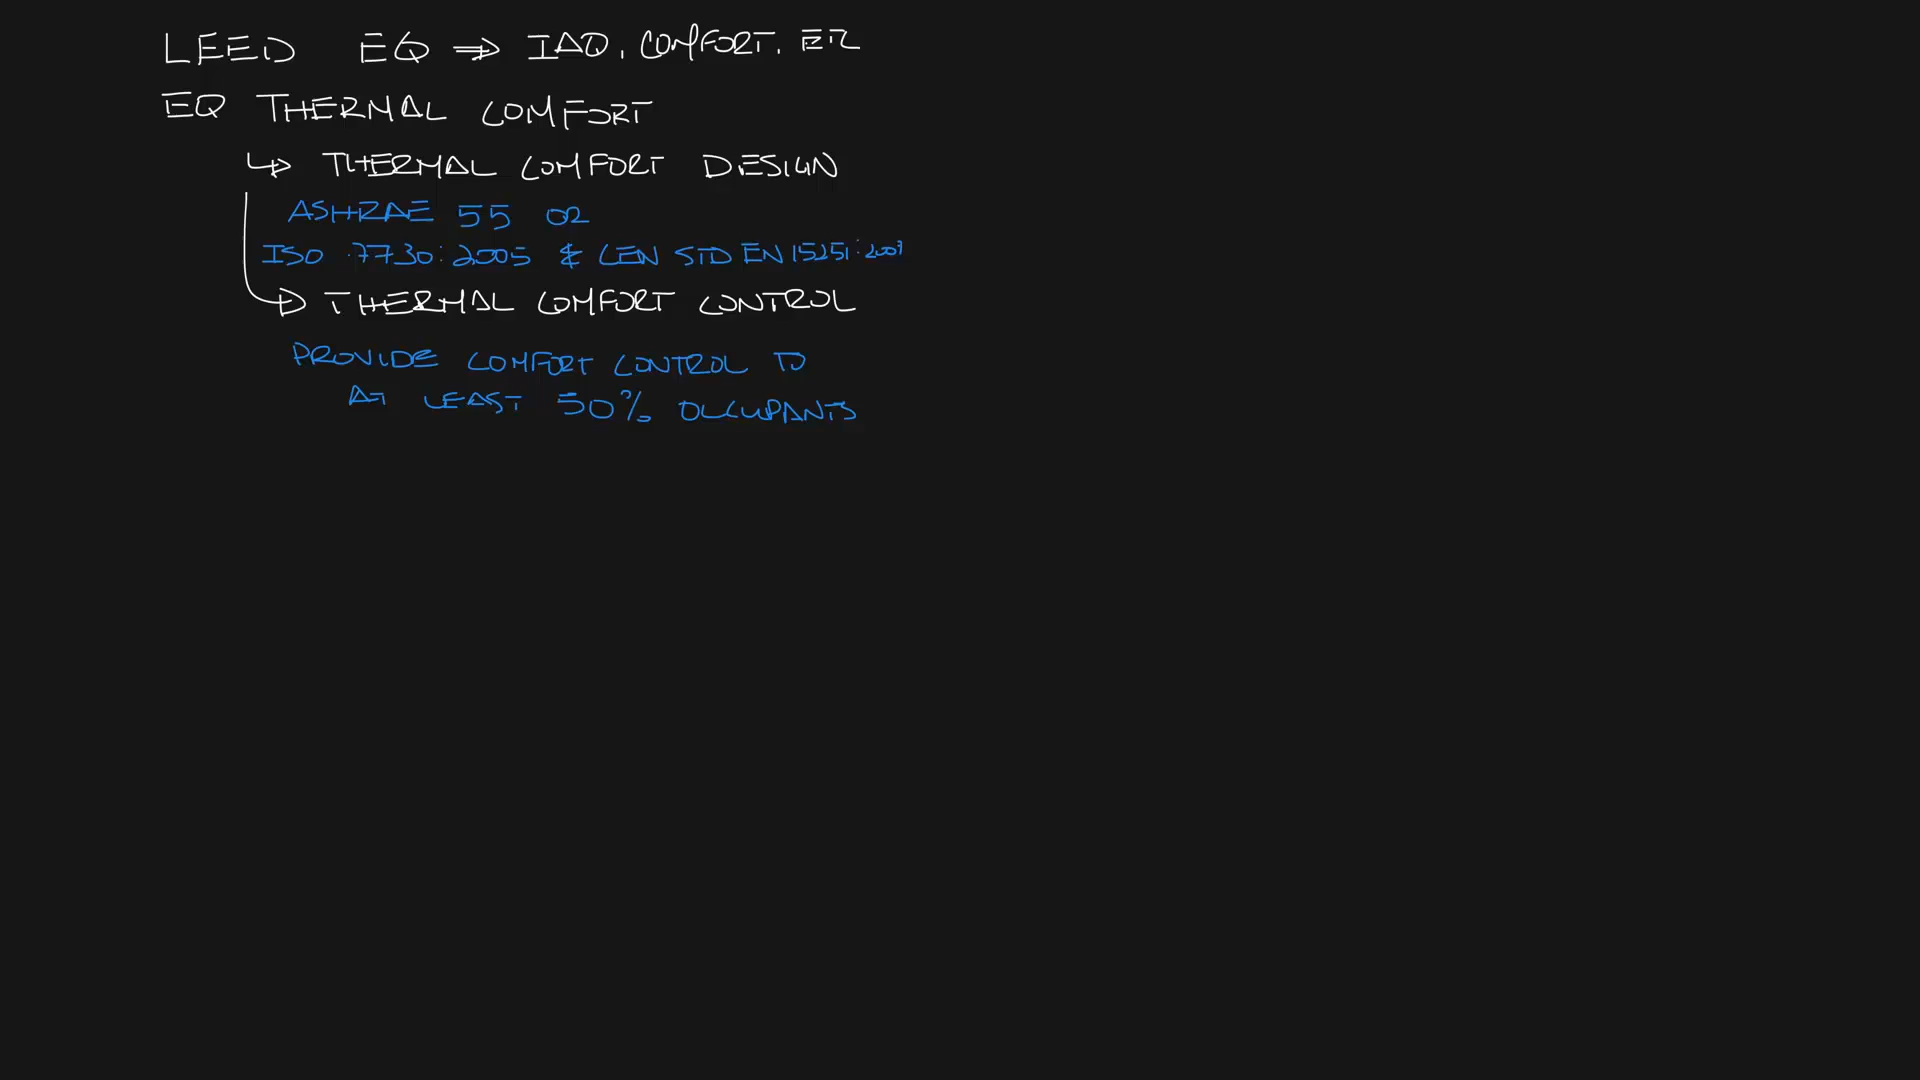 LEED EQ ⇒ IAQ, COMFORT, ETC
EQ THERMAL COMFORT
↳ THERMAL COMFORT DESIGN
ASHRAE 55 OR
ISO 7730:2005 & CEN STD EN 15251:2007
→ THERMAL COMFORT CONTROL
PROVIDE COMFORT CONTROL TO
AT LEAST 50% OCCUPANTS